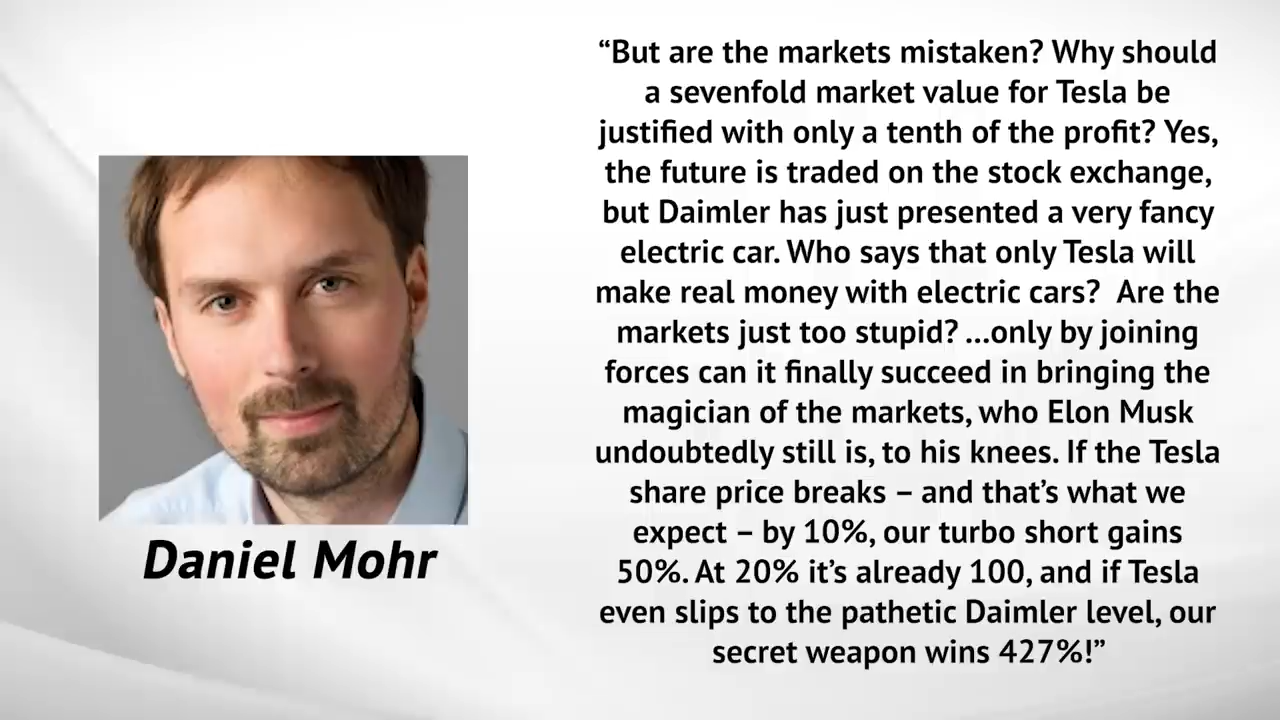 “But are the markets mistaken? Why should
a sevenfold market value for Tesla be
justified with only a tenth of the profit? Yes,
the future is traded on the stock exchange,
but Daimler has just presented a very fancy
electric car. Who says that only Tesla will
make real money with electric cars?  Are the
markets just too stupid? ...only by joining
forces can it finally succeed in bringing the
magician of the markets, who Elon Musk
undoubtedly still is, to his knees. If the Tesla
share price breaks – and that’s what we
expect – by 10%, our turbo short gains
50%. At 20% it’s already 100, and if Tesla
even slips to the pathetic Daimler level, our
secret weapon wins 427%!”
Daniel Mohr